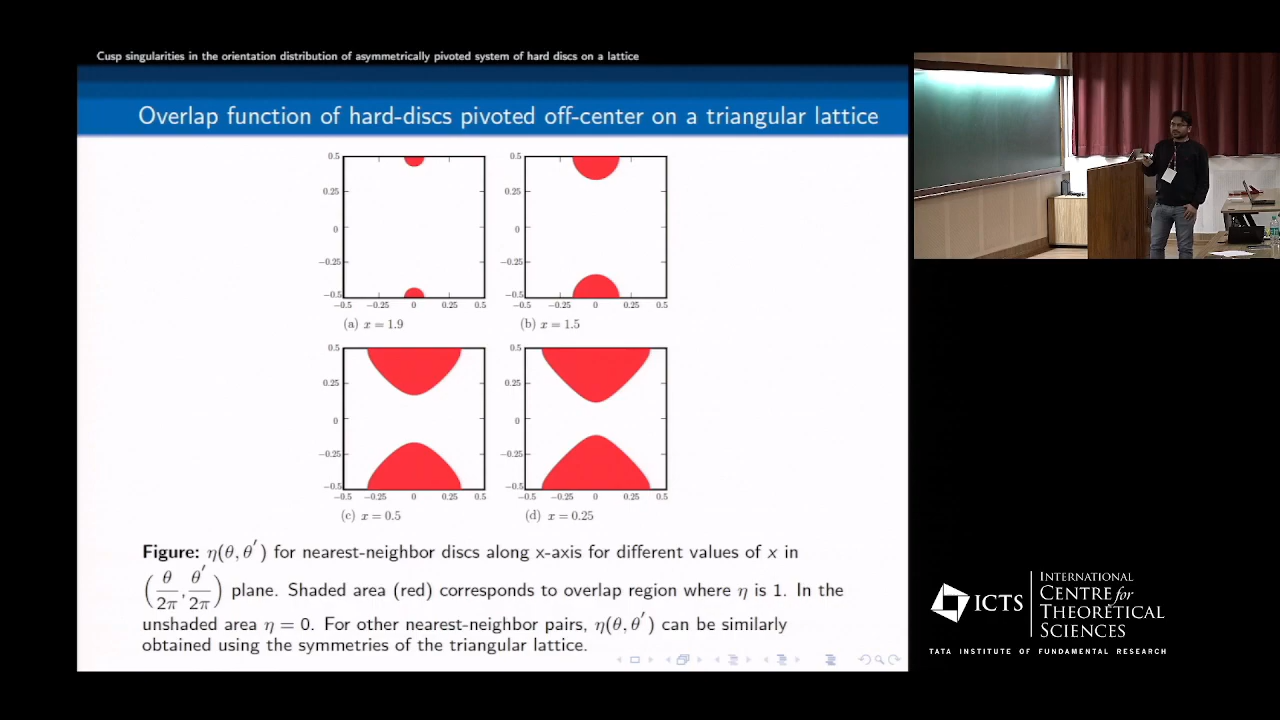 Cusp singularities in the orientation distribution of asymmetrically pivoted system of hard discs on a lattice
Overlap function of hard-discs pivoted off-center on a triangular lattice
0.5
0.25
0
−0.25
−0.5
−0.5 −0.25 0 0.25 0.5
(a) x = 1.9
0.5
0.25
0
−0.25
−0.5
−0.5 −0.25 0 0.25 0.5
(b) x = 1.5
0.5
0.25
0
−0.25
−0.5
−0.5 −0.25 0 0.25 0.5
(c) x = 0.5
0.5
0.25
0
−0.25
−0.5
−0.5 −0.25 0 0.25 0.5
(d) x = 0.25
Figure: η(θ, θ′) for nearest-neighbor discs along x-axis for different values of x in
(θ/2π, θ′/2π) plane. Shaded area (red) corresponds to overlap region where η is 1. In the
unshaded area η = 0. For other nearest-neighbor pairs, η(θ, θ′) can be similarly
obtained using the symmetries of the triangular lattice.
ICTS
INTERNATIONAL
CENTRE for
THEORETICAL
SCIENCES
TATA INSTITUTE OF FUNDAMENTAL RESEARCH